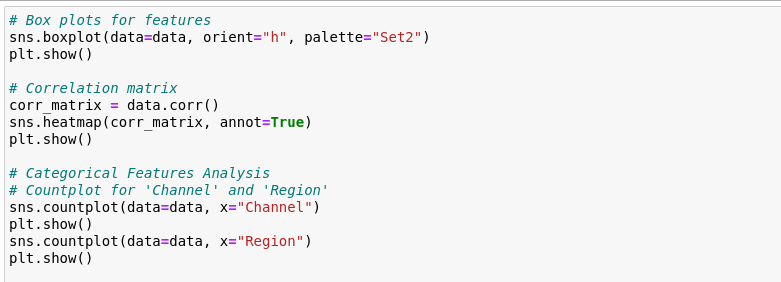 # Box plots for features
sns.boxplot(data=data, orient="h", palette="Set2")
plt.show()

# Correlation matrix
corr_matrix = data.corr()
sns.heatmap(corr_matrix, annot=True)
plt.show()

# Categorical Features Analysis
# Countplot for 'Channel' and 'Region'
sns.countplot(data=data, x="Channel")
plt.show()
sns.countplot(data=data, x="Region")
plt.show()